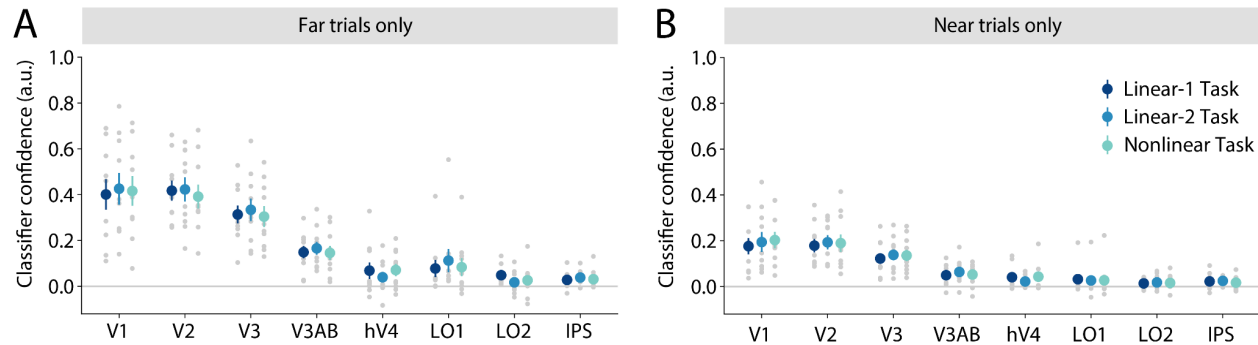 A
Far trials only
Classifier confidence (a.u.)
1.0
0.8
0.6
0.4
0.2
0.0
V1 V2 V3 V3AB hV4 LO1 LO2 IPS
B
Near trials only
Classifier confidence (a.u.
1.0
0.8
0.6
0.4
0.2
0.0
Linear-1 Task
Linear-2 Task
Nonlinear Task
V1 V2 V3 V3AB hV4 LO1 LO2 IPS